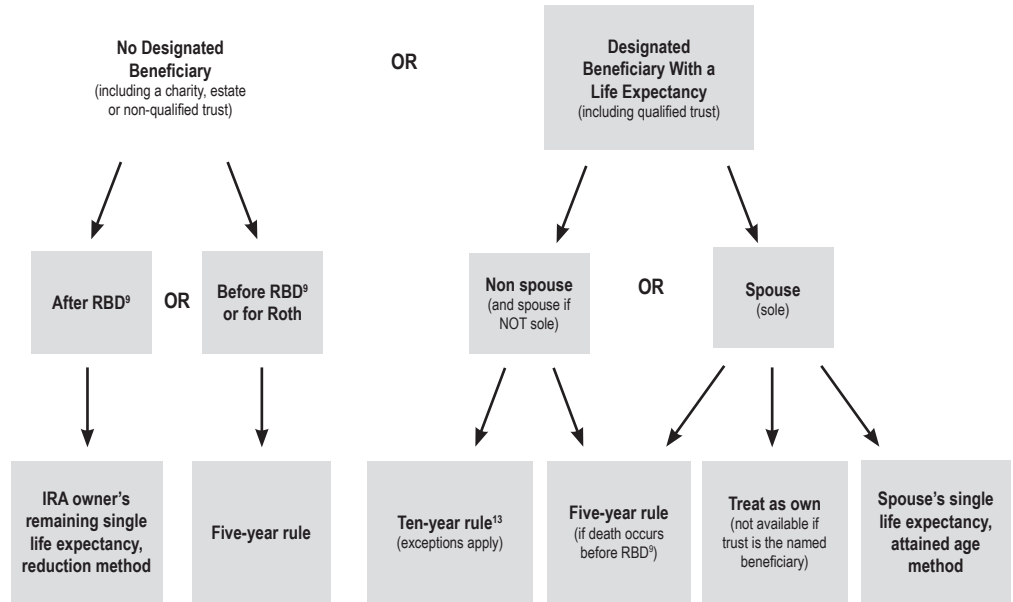 No Designated
Beneficiary
(including a charity, estate
or non-qualified trust)
OR
Designated
Beneficiary With a
Life Expectancy
(including qualified trust)
After RBD⁹
OR
Before RBD⁹
or for Roth
Non spouse
(and spouse if
NOT sole)
OR
Spouse
(sole)
IRA owner’s
remaining single
life expectancy,
reduction method
Five-year rule
Ten-year rule¹³
(exceptions apply)
Five-year rule
(if death occurs
before RBD⁹)
Treat as own
(not available if
trust is the named
beneficiary)
Spouse’s single
life expectancy,
attained age
method